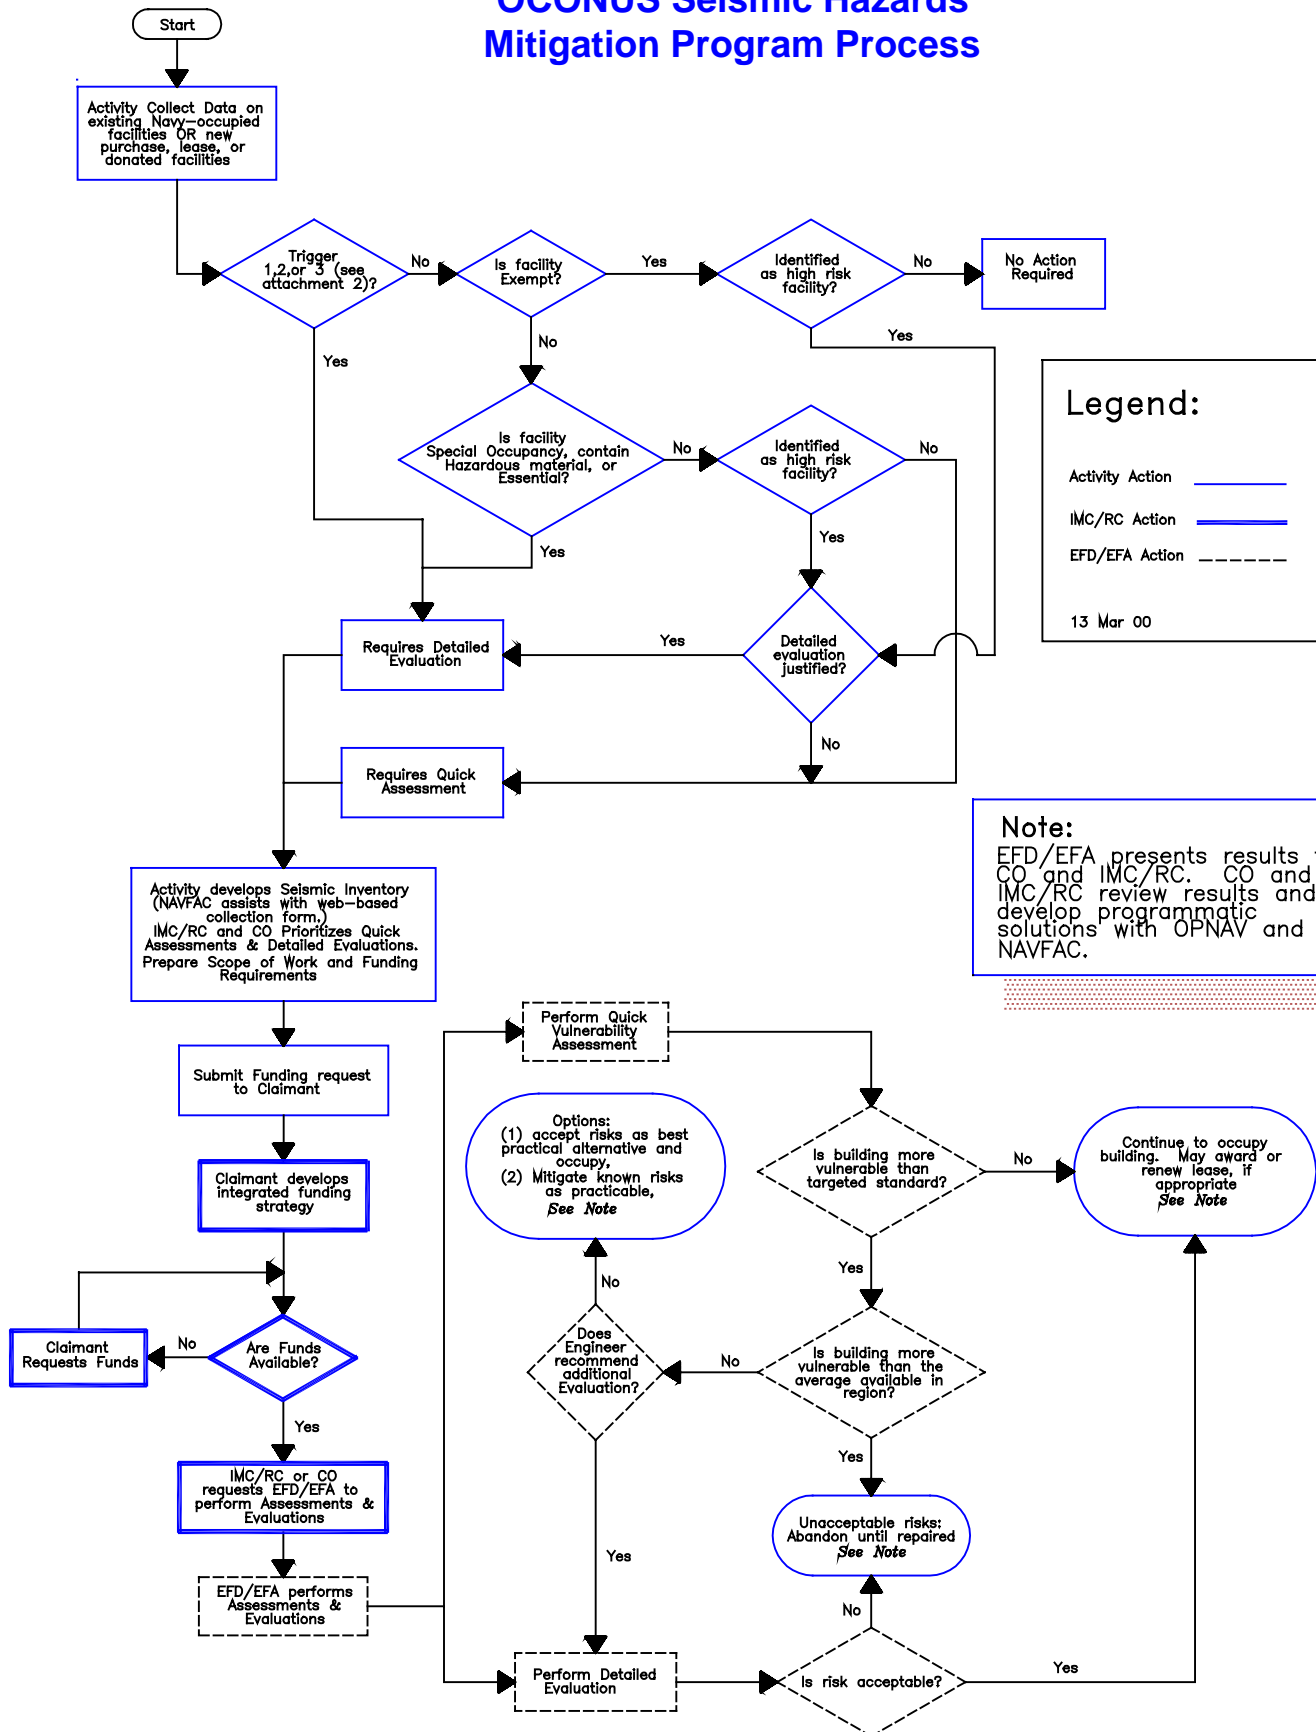 OCONUS Seismic Hazards
Mitigation Program Process
Start
Activity Collect Data on
existing Navy-occupied
facilities OR new
purchase, lease, or
donated facilities
Trigger
1,2,or 3 (see
attachment 2)?
No
Is facility
Exempt?
Yes
Identified
as high risk
facility?
No
No Action
Required
Yes
No
Yes
Is facility
Special Occupancy, contain
Hazardous material, or
Essential?
No
Identified
as high risk
facility?
No
Yes
Yes
Legend:
Activity Action
IMC/RC Action
EFD/EFA Action
13 Mar 00
Requires Detailed
Evaluation
Yes
Detailed
evaluation
justified?
No
Requires Quick
Assessment
Note:
EFD/EFA presents results
CO and IMC/RC. CO and
IMC/RC review results and
develop programmatic
solutions with OPNAV and
NAVFAC.
Activity develops Seismic Inventory
(NAVFAC assists with web-based
collection form.)
IMC/RC and CO Prioritizes Quick
Assessments & Detailed Evaluations.
Prepare Scope of Work and Funding
Requirements
Submit Funding request
to Claimant
Claimant develops
integrated funding
strategy
Claimant
Requests Funds
No
Are Funds
Available?
Yes
IMC/RC or CO
requests EFD/EFA to
perform Assessments &
Evaluations
EFD/EFA performs
Assessments &
Evaluations
Perform Quick
Vulnerability
Assessment
Options:
(1) accept risks as best
practical alternative and
occupy,
(2) Mitigate known risks
as practicable,
See Note
Is building more
vulnerable than
targeted standard?
No
Continue to occupy
building. May award or
renew lease, if
appropriate
See Note
Yes
No
Does
Engineer
recommend
additional
Evaluation?
No
Is building more
vulnerable than the
average available in
region?
Yes
Unacceptable risks:
Abandon until repaired
See Note
Yes
No
Perform Detailed
Evaluation
Is risk acceptable?
Yes